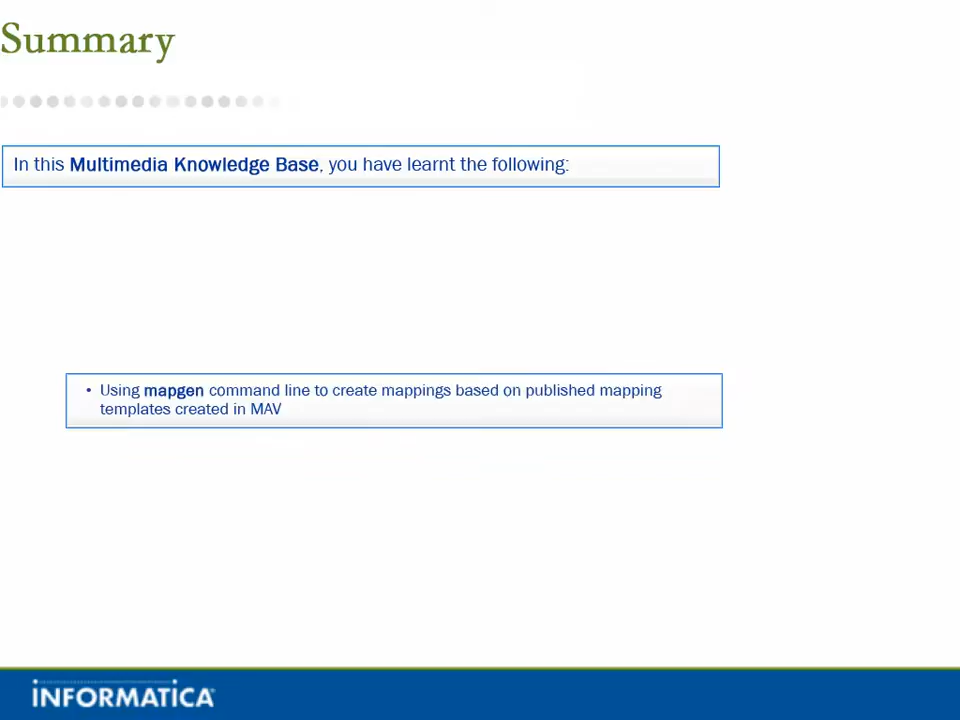 Summary
In this Multimedia Knowledge Base, you have learnt the following:
• Using mapgen command line to create mappings based on published mapping
templates created in MAV
INFORMATICA